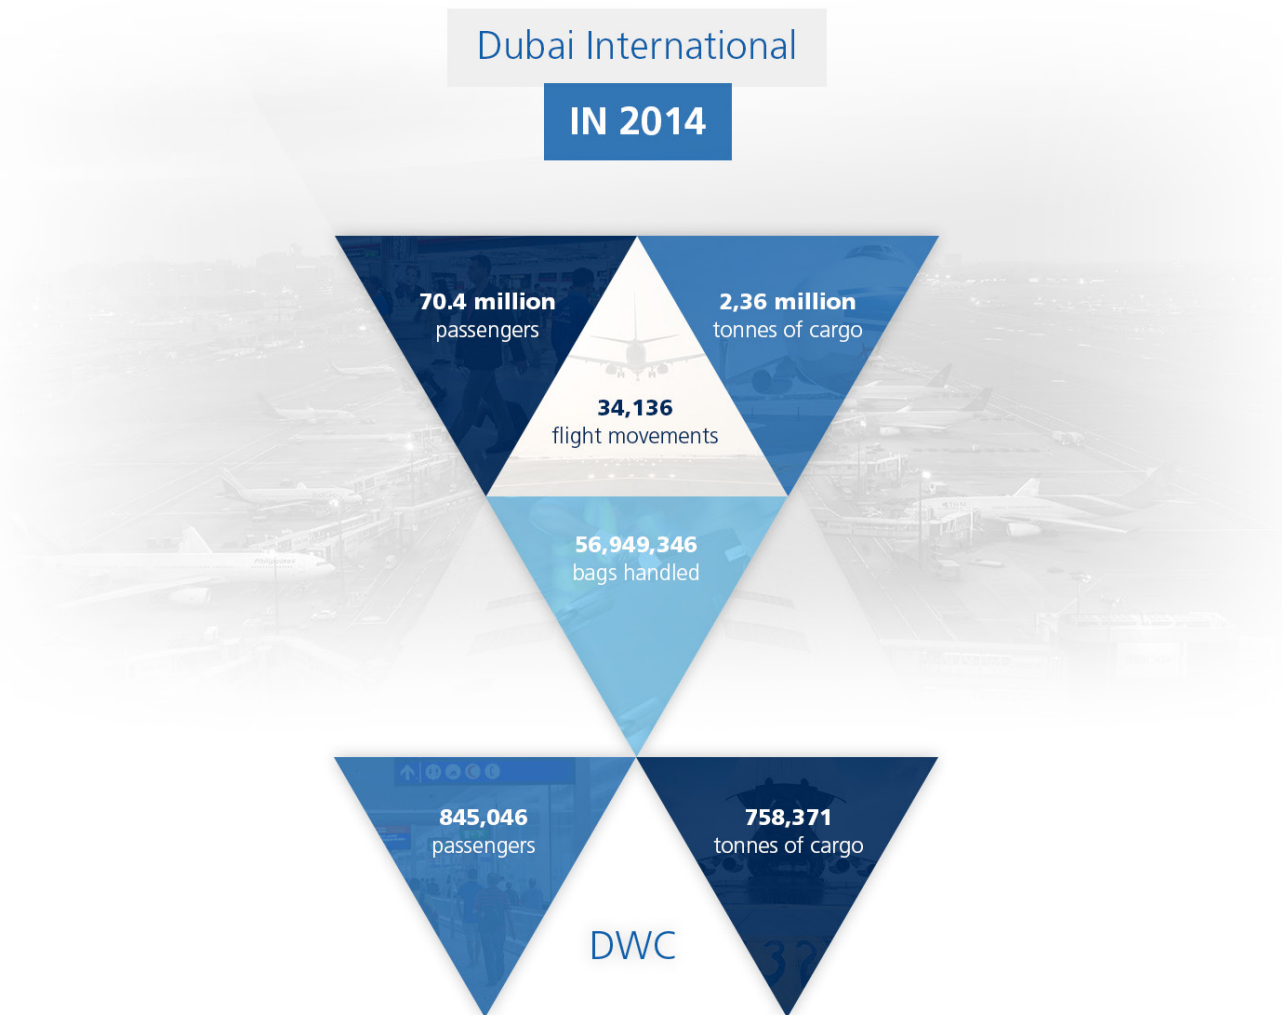 Dubai International
IN 2014
70.4 million
passengers
2,36 million
tonnes of cargo
34,136
flight movements
56,949,346
bags handled
845,046
passengers
758,371
tonnes of cargo
DWC